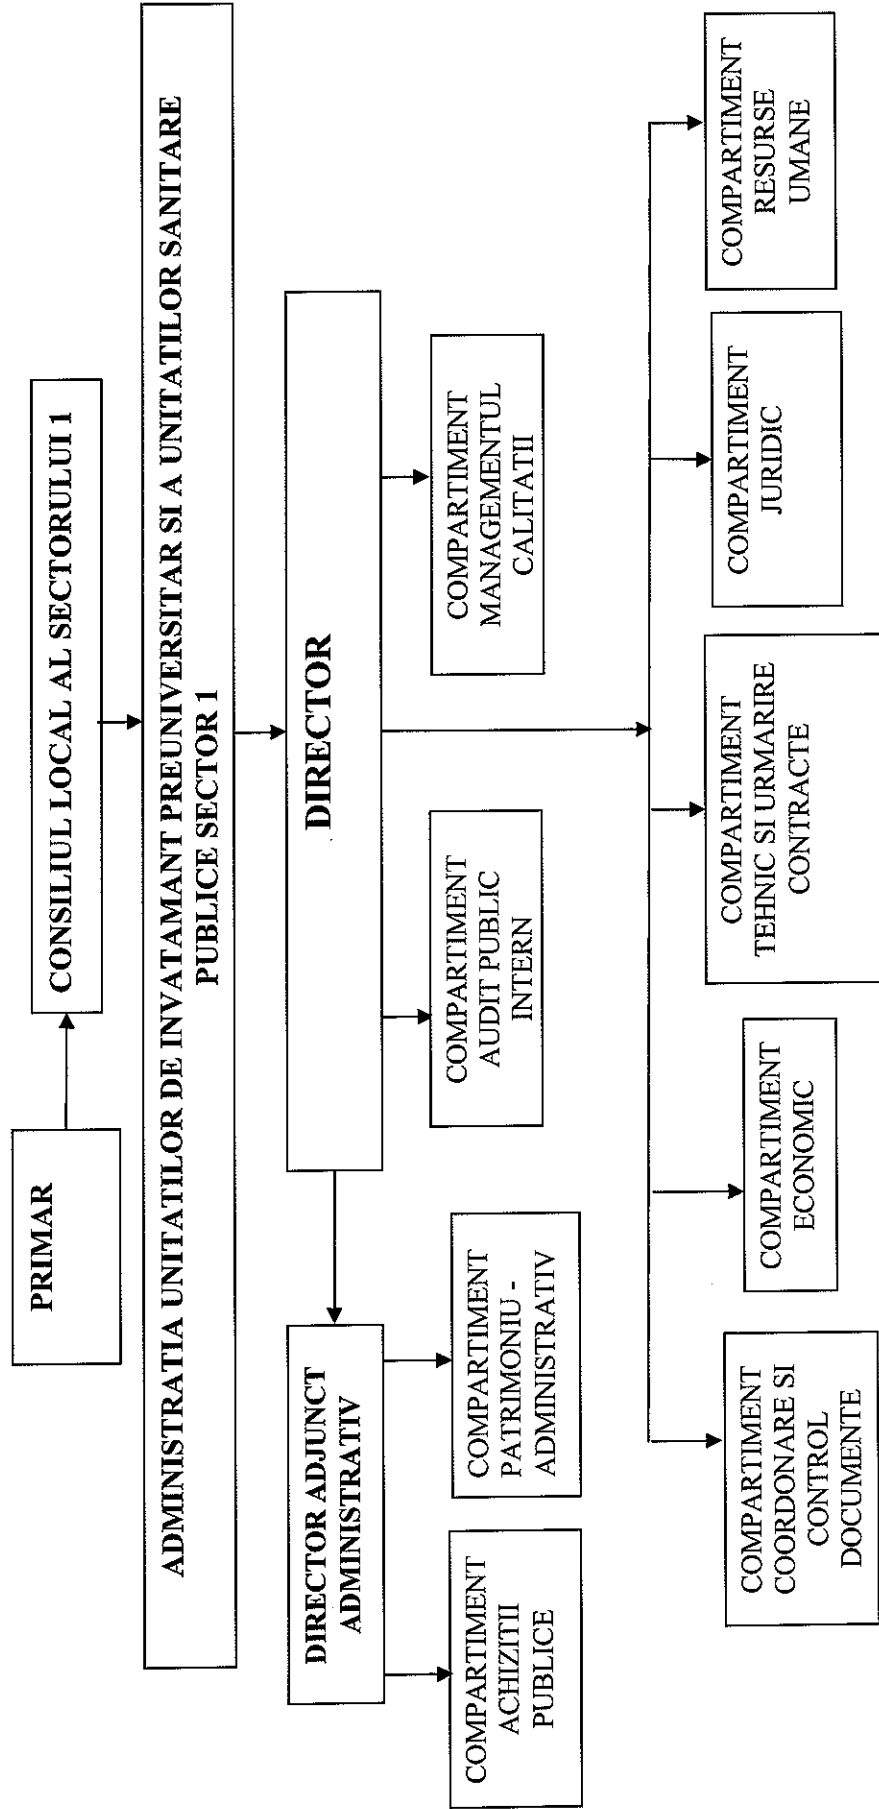 PRIMAR
CONSILIUL LOCAL AL SECTORULUI 1
ADMINISTRATIA UNITATILOR DE INVATAMANT PREUNIVERSITAR SI A UNITATILOR SANITARE
PUBLICE SECTOR 1
DIRECTOR ADJUNCT
ADMINISTRATIV
DIRECTOR
COMPARTIMENT
ACHIZITII
PUBLICE
COMPARTIMENT
PATRIMONIU -
ADMINISTRATIV
COMPARTIMENT
AUDIT PUBLIC
INTERN
COMPARTIMENT
MANAGEMENTUL
CALITATII
COMPARTIMENT
COORDONARE SI
CONTROL
DOCUMENTE
COMPARTIMENT
ECONOMIC
COMPARTIMENT
TEHNIC SI URMARIRE
CONTRACTE
COMPARTIMENT
JURIDIC
COMPARTIMENT
RESURSE
UMANE